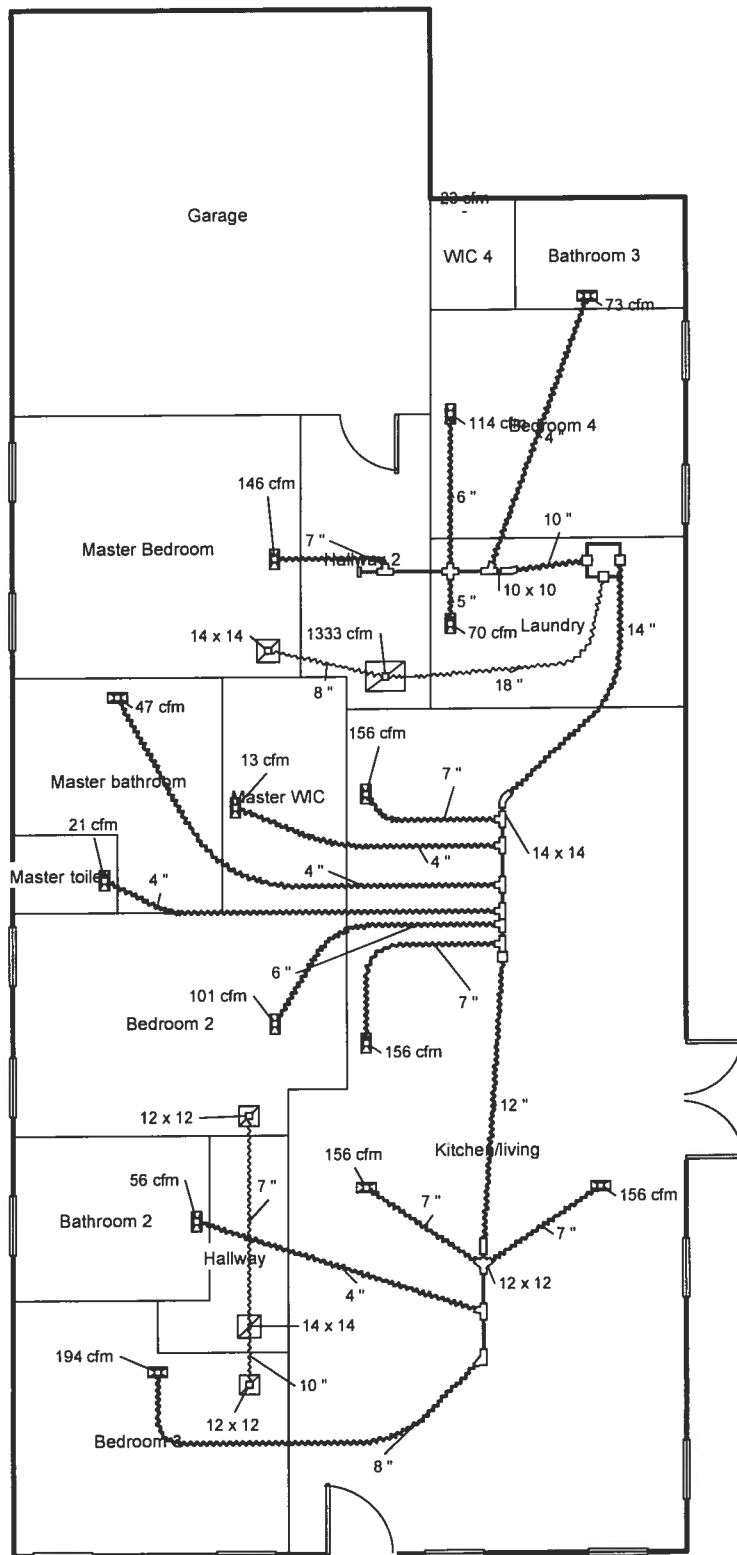 Garage
23 cfm
-
WIC 4
Bathroom 3
73 cfm
114 cfm
Bedroom 4
4 "
146 cfm
6 "
10 "
7 "
Master Bedroom
Hallway 2
10 x 10
5 "
Laundry
14 x 14
1333 cfm
70 cfm
14 "
8 "
18 "
47 cfm
156 cfm
13 cfm
7 "
Master bathroom
Master WIC
21 cfm
14 x 14
4 "
4 "
Master toilet
4 "
6 "
7 "
101 cfm
Bedroom 2
156 cfm
12 "
12 x 12
Kitchen/living
156 cfm
56 cfm
7 "
7 "
156 cfm
Bathroom 2
7 "
Hallway
12 x 12
4 "
14 x 14
194 cfm
10 "
12 x 12
Bedroom 3
8 "